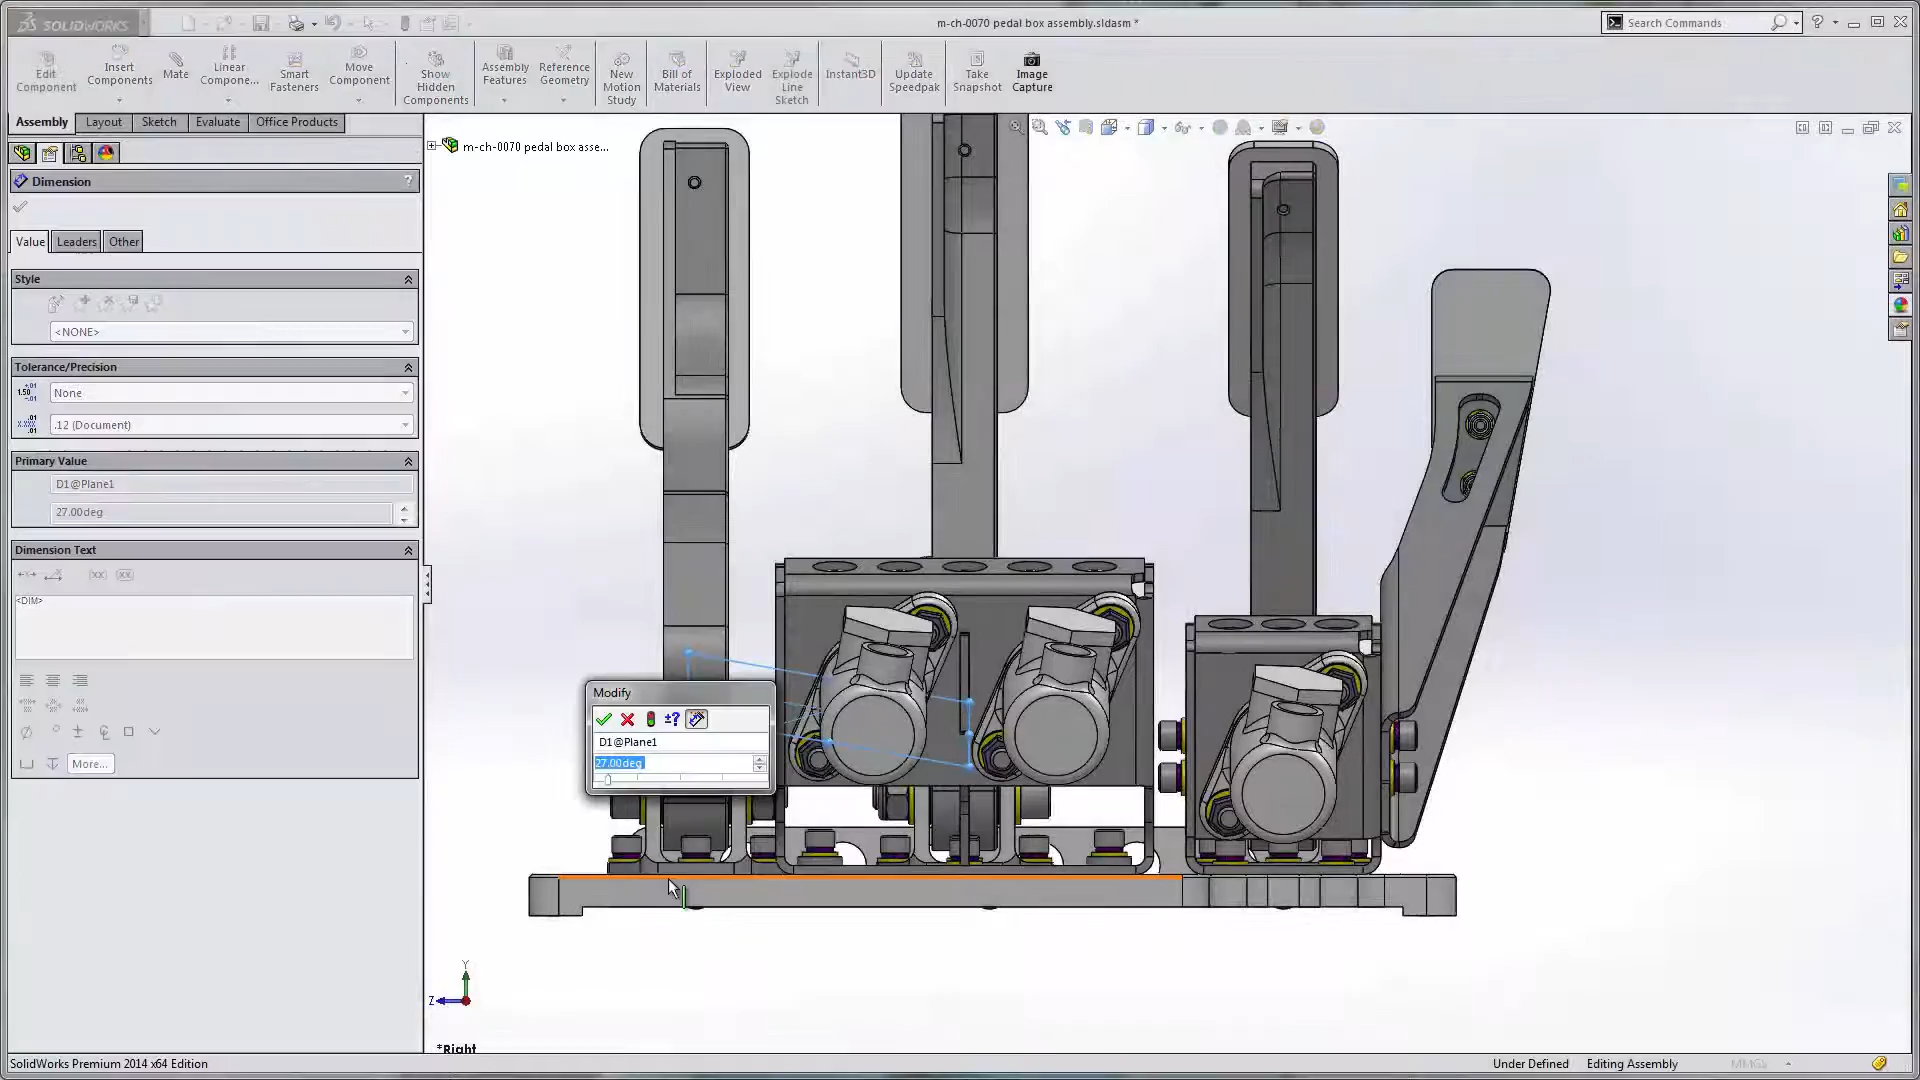 SOLIDWORKS
m-ch-0070 pedal box assembly.sldasm *
Search Commands
Edit Component
Insert Components
Mate
Linear Compone...
Smart Fasteners
Move Component
Show Hidden Components
Assembly Features
Reference Geometry
New Motion Study
Bill of Materials
Exploded View
Explode Line Sketch
Instant3D
Update Speedpak
Take Snapshot
Image Capture
Assembly
Layout
Sketch
Evaluate
Office Products
m-ch-0070 pedal box asse...
Dimension
?
Value
Leaders
Other
Style
<NONE>
Tolerance/Precision
None
.12 (Document)
Primary Value
D1@Plane1
27.00deg
Dimension Text
<DIM>
More...
Modify
D1@Plane1
27.00deg
Y
Z
*Right
SolidWorks Premium 2014 x64 Edition
Under Defined
Editing Assembly
MMGS